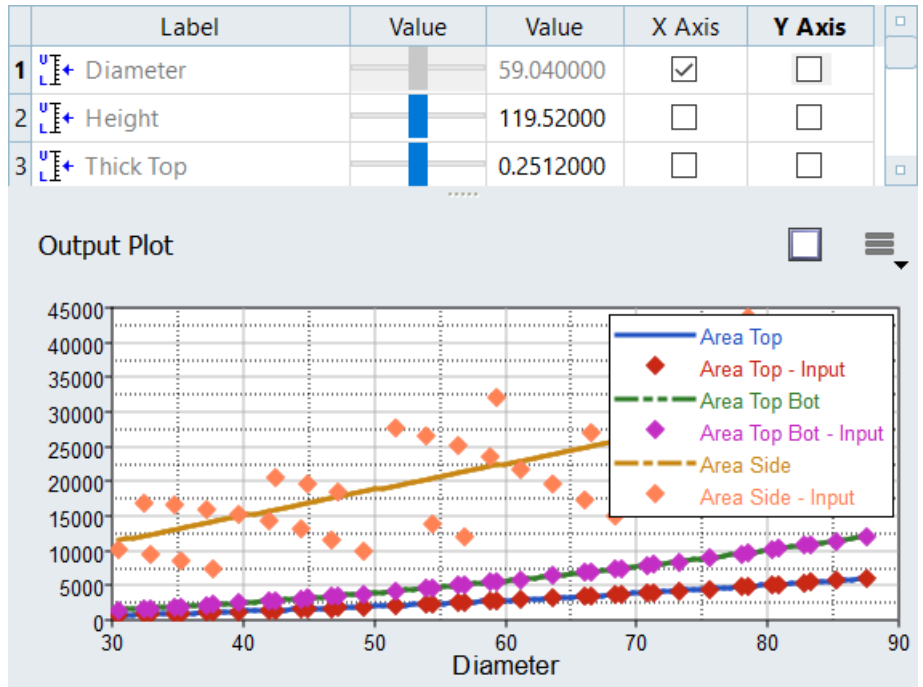 Label Value Value X Axis Y Axis
1 Diameter 59.040000
2 Height 119.52000
3 Thick Top 0.2512000
Output Plot
45000
40000
35000
30000
25000
20000
15000
10000
5000
0
Area Top
Area Top - Input
Area Top Bot
Area Top Bot - Input
Area Side
Area Side - Input
30 40 50 60 70 80 90
Diameter